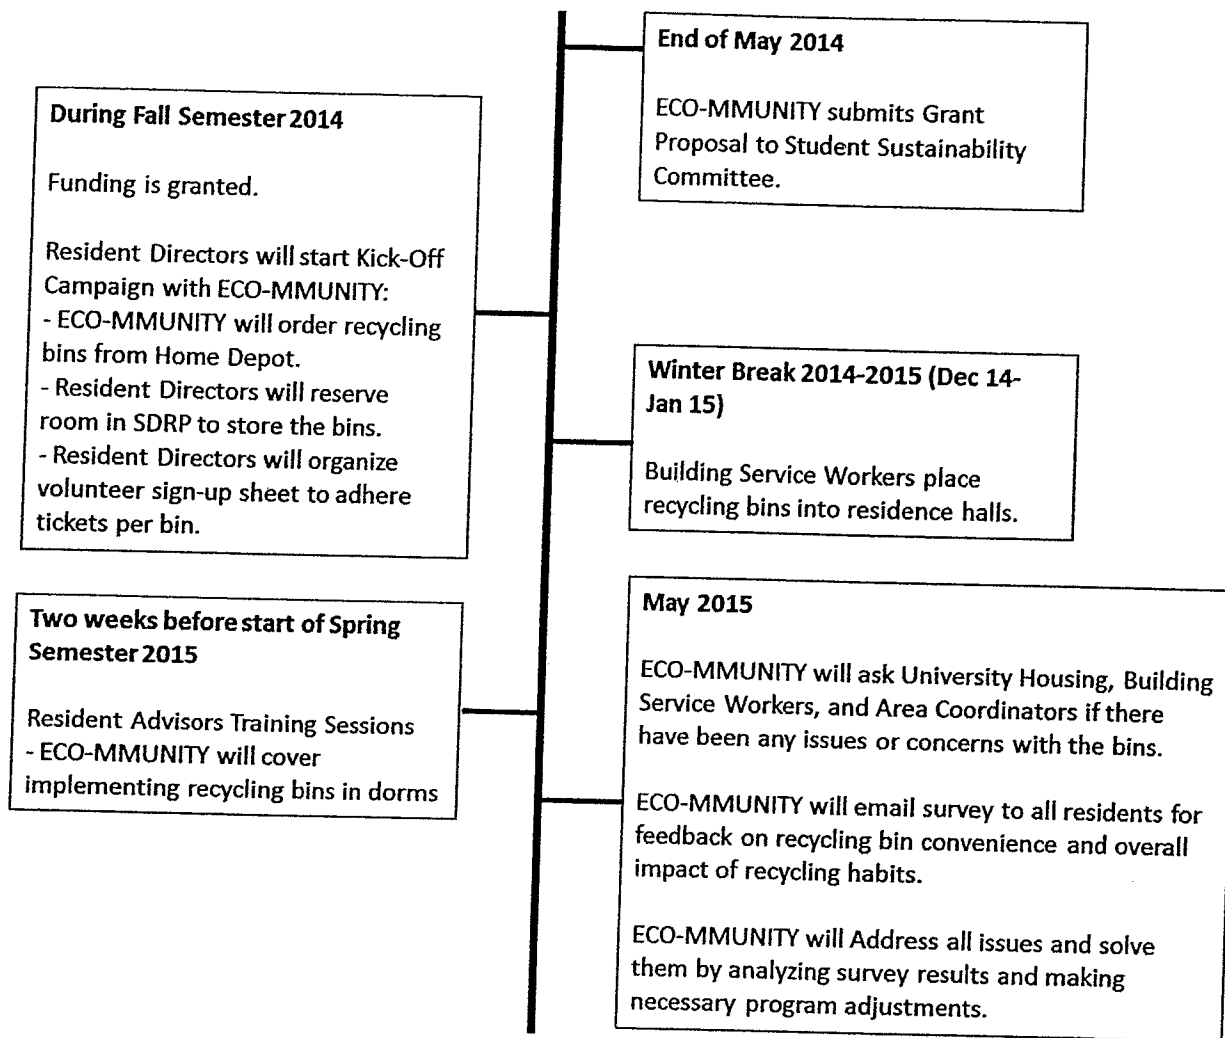 End of May 2014
ECO-MMUNITY submits Grant
Proposal to Student Sustainability
Committee.
During Fall Semester 2014
Funding is granted.
Resident Directors will start Kick-Off
Campaign with ECO-MMUNITY:
- ECO-MMUNITY will order recycling
bins from Home Depot.
- Resident Directors will reserve
room in SDRP to store the bins.
- Resident Directors will organize
volunteer sign-up sheet to adhere
tickets per bin.
Winter Break 2014-2015 (Dec 14-
Jan 15)
Building Service Workers place
recycling bins into residence halls.
Two weeks before start of Spring
Semester 2015
Resident Advisors Training Sessions
- ECO-MMUNITY will cover
implementing recycling bins in dorms
May 2015
ECO-MMUNITY will ask University Housing, Building
Service Workers, and Area Coordinators if there
have been any issues or concerns with the bins.
ECO-MMUNITY will email survey to all residents for
feedback on recycling bin convenience and overall
impact of recycling habits.
ECO-MMUNITY will Address all issues and solve
them by analyzing survey results and making
necessary program adjustments.